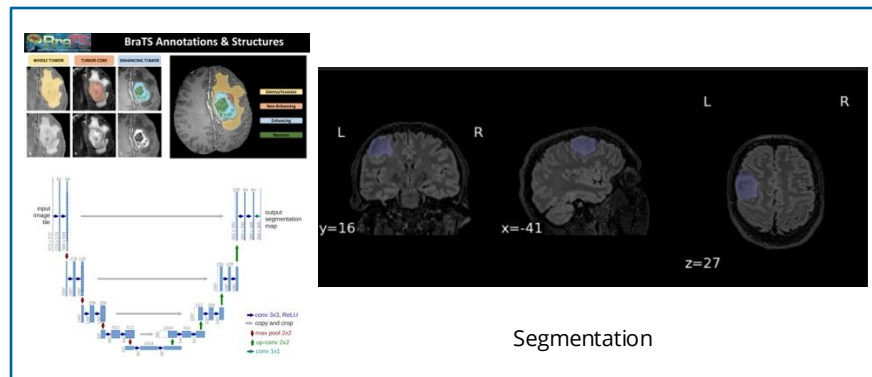 BraTS
BraTS Annotations & Structures
WHOLE TUMOR
TUMOR CORE
ENHANCING TUMOR
Edema/Invasion
Non-Enhancing
Enhancing
Necrosis
input
image
tile
output
segmentation
map
conv 3x3, ReLU
copy and crop
max pool 2x2
up-conv 2x2
conv 1x1
L
R
L
R
y=16
x=-41
z=27
Segmentation